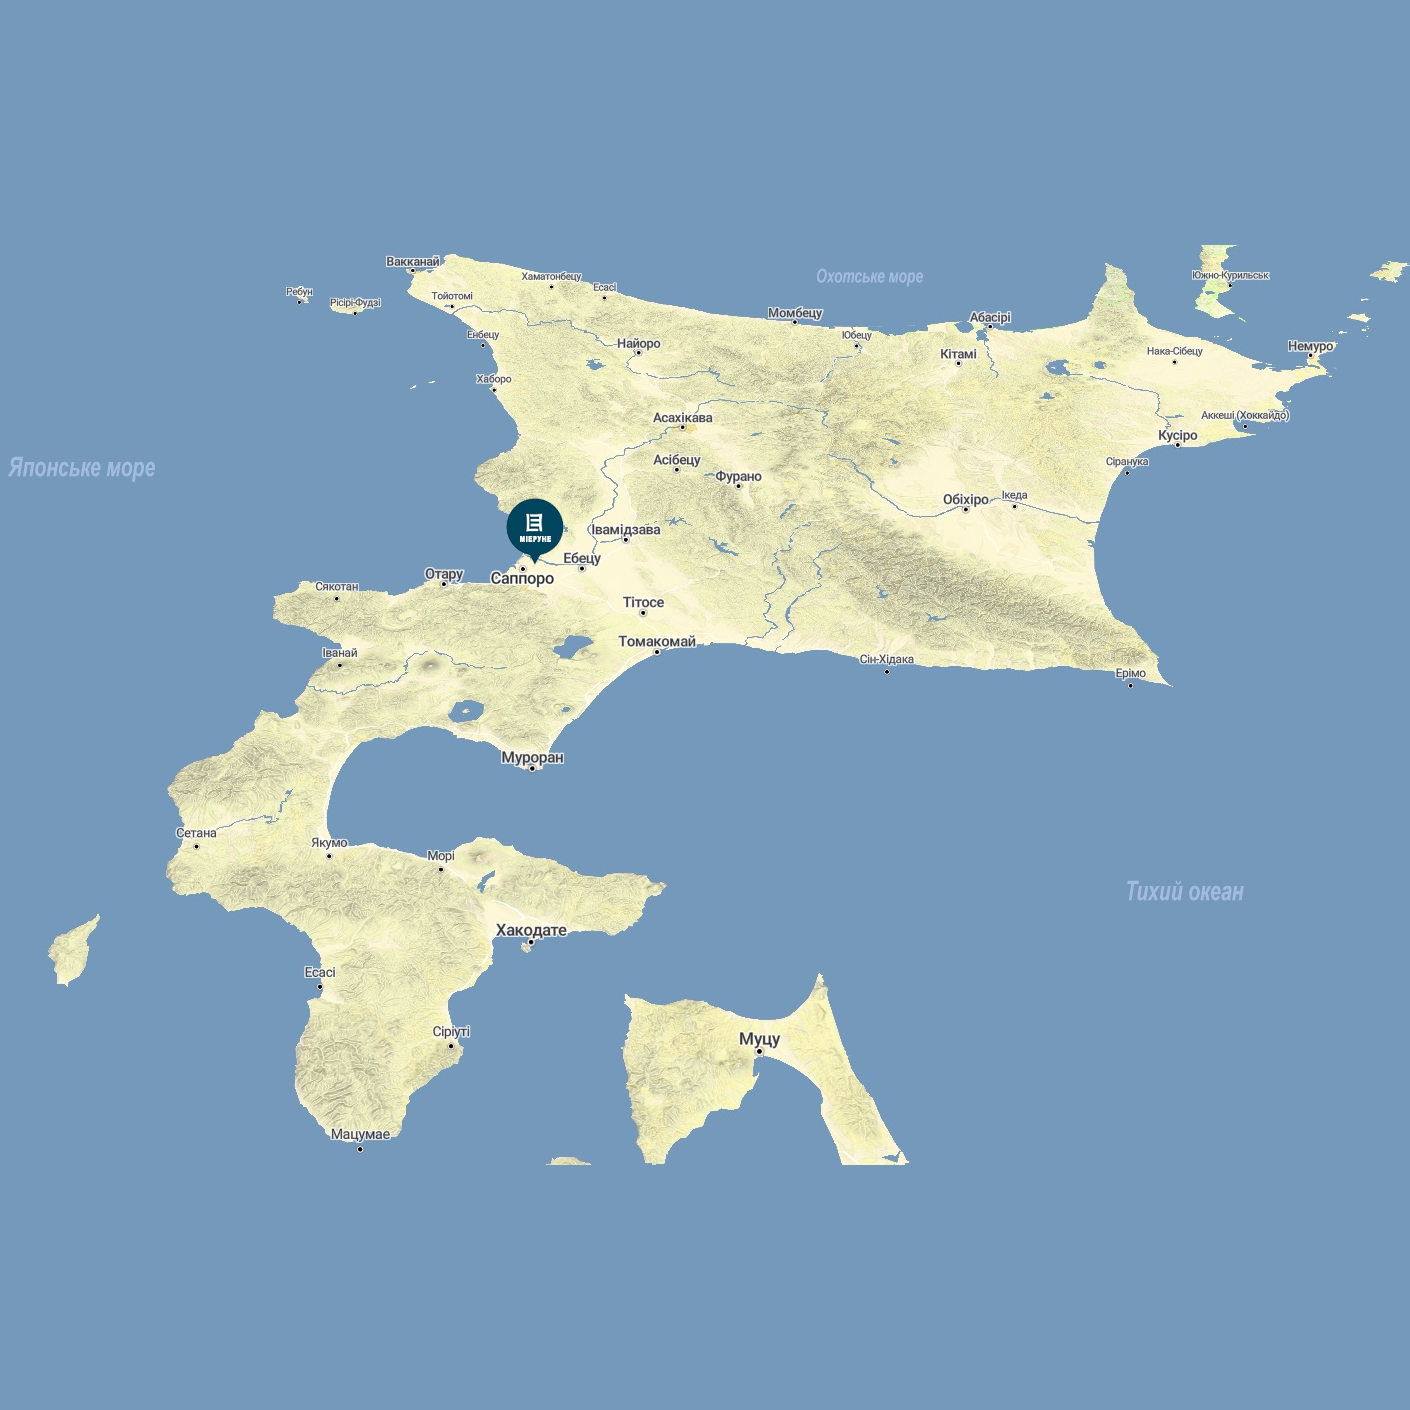 Вакканай
Хаматонбецу
Охотське море
Южно-Курильськ
Есасі
Ребун
Рісірі-Фудзі
Тойотомі
Момбецу
Абасірі
Енбецу
Юбецу
Найоро
Немуро
Нака-Сібецу
Кітамі
Хаборо
Асахікава
Аккеші (Хоккайдо)
Кусіро
Асібецу
Сіранука
Японське море
Фурано
Обіхіро
Ікеда
Івамідзава
МІЕРУНЕ
Ебецу
Отару
Саппоро
Сякотан
Тітосе
Томакомай
Іванай
Сін-Хідака
Ерімо
Муроран
Сетана
Якумо
Морі
Тихий океан
Хакодате
Есасі
Сіріуті
Муцу
Мацумае